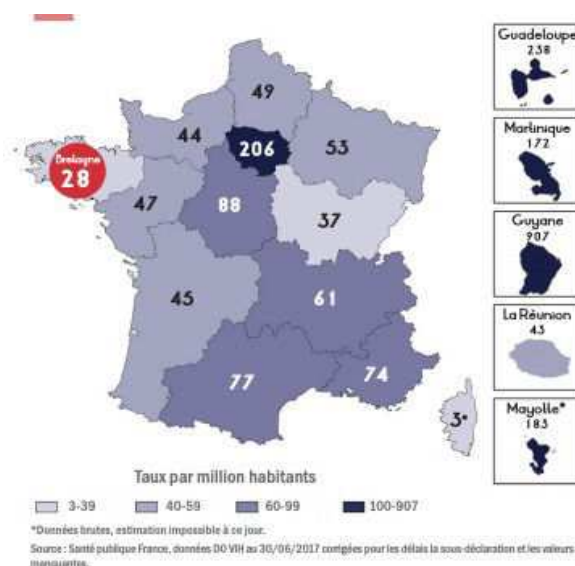 Guadeloupe
238
49
44
206
53
Martinique
172
Bretagne
28
47
88
37
Guyane
907
45
61
La Réunion
43
77
74
3*
Mayotte*
183
Taux par million habitants
3-39
40-59
60-99
100-907
*Données brutes, estimation impossible à ce jour.
Source : Santé publique France, données DO VIH au 30/06/2017 corrigées pour les délais la sous-déclaration et les valeurs
manquantes.